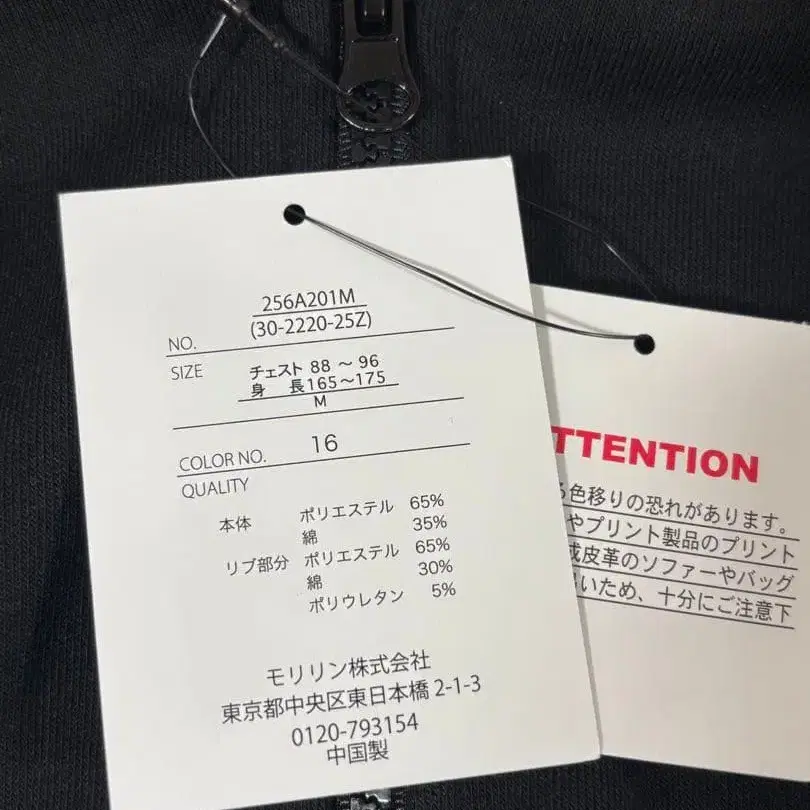 256A201M
(30-2220-25Z)
NO.
SIZE
チェスト 88 ～ 96
身 長165～175
M
COLOR NO. 16
QUALITY
本体 ポリエステル 65%
綿 35%
リブ部分 ポリエステル 65%
綿 30%
ポリウレタン 5%
モリリン株式会社
東京都中央区東日本橋 2-1-3
0120-793154
中国製
TTENTION
色移りの恐れがあります。
やプリント製品のプリント
成皮革のソファーやバッグ
いため、十分にご注意下